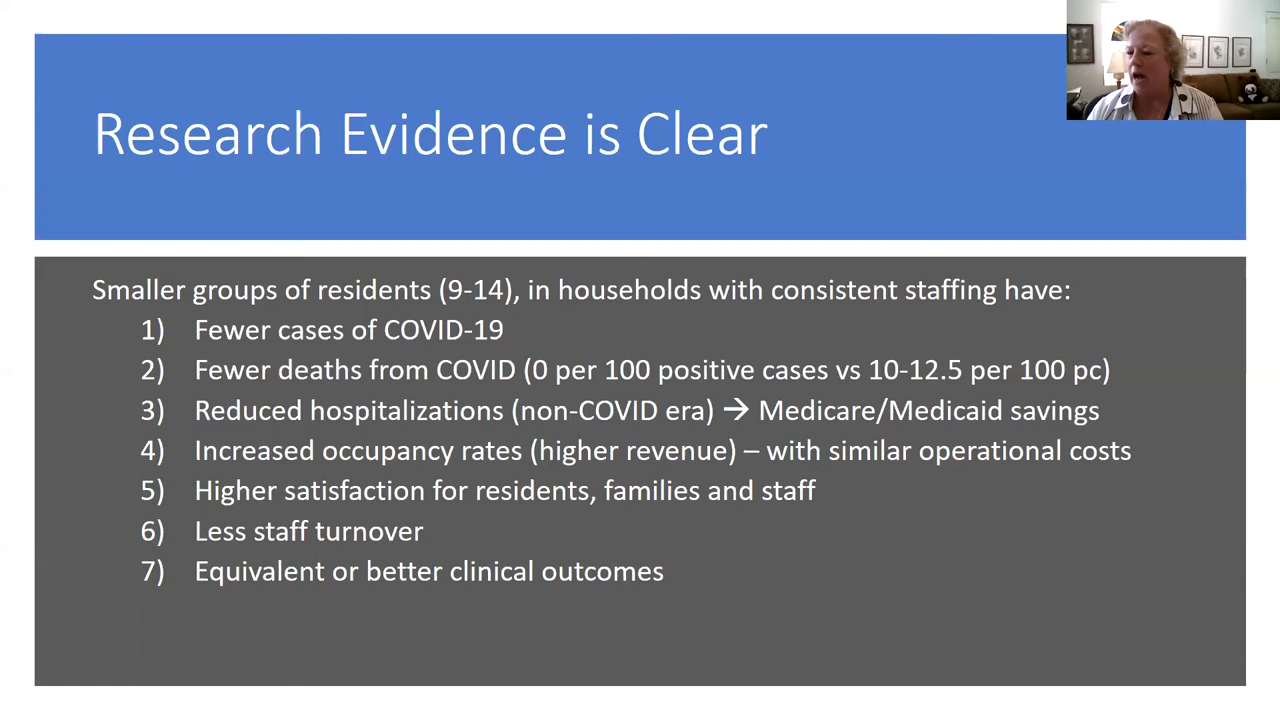 Research Evidence is Clear
Smaller groups of residents (9-14), in households with consistent staffing have:
1) Fewer cases of COVID-19
2) Fewer deaths from COVID (0 per 100 positive cases vs 10-12.5 per 100 pc)
3) Reduced hospitalizations (non-COVID era) → Medicare/Medicaid savings
4) Increased occupancy rates (higher revenue) – with similar operational costs
5) Higher satisfaction for residents, families and staff
6) Less staff turnover
7) Equivalent or better clinical outcomes